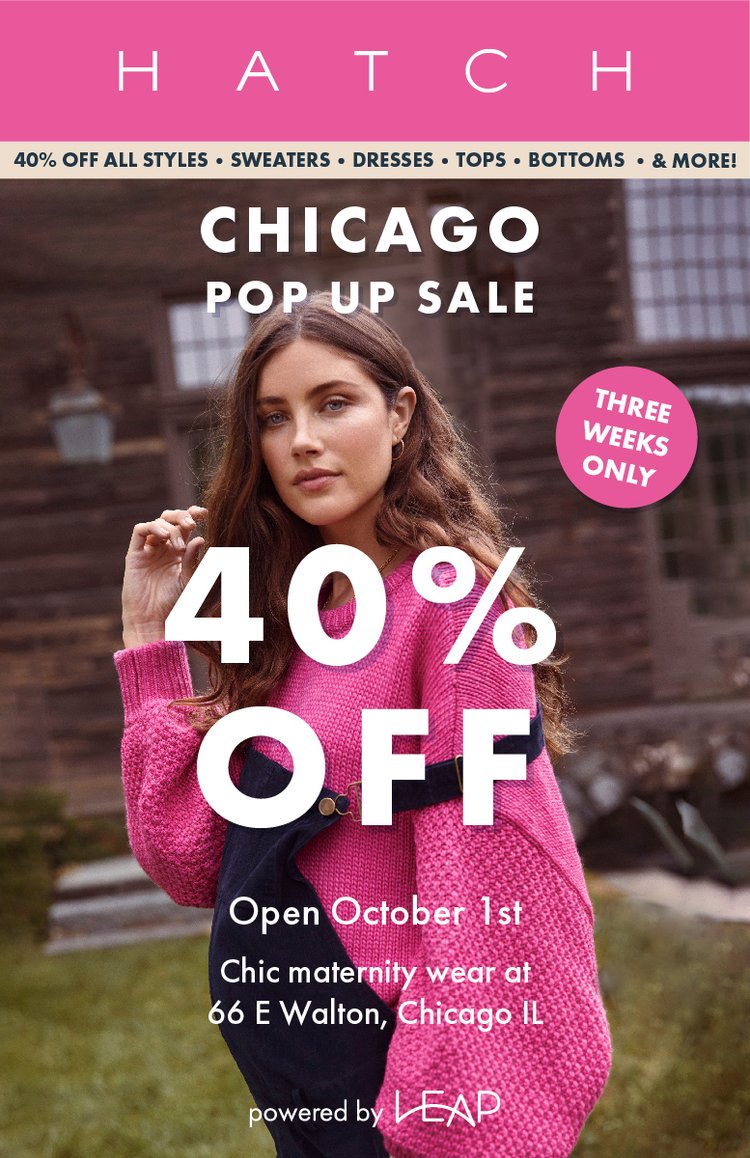 HATCH
40% OFF ALL STYLES • SWEATERS • DRESSES • TOPS • BOTTOMS • & MORE!
CHICAGO
POP UP SALE
THREE
WEEKS
ONLY
40%
OFF
Open October 1st
Chic maternity wear at
66 E Walton, Chicago IL
powered by LEAP